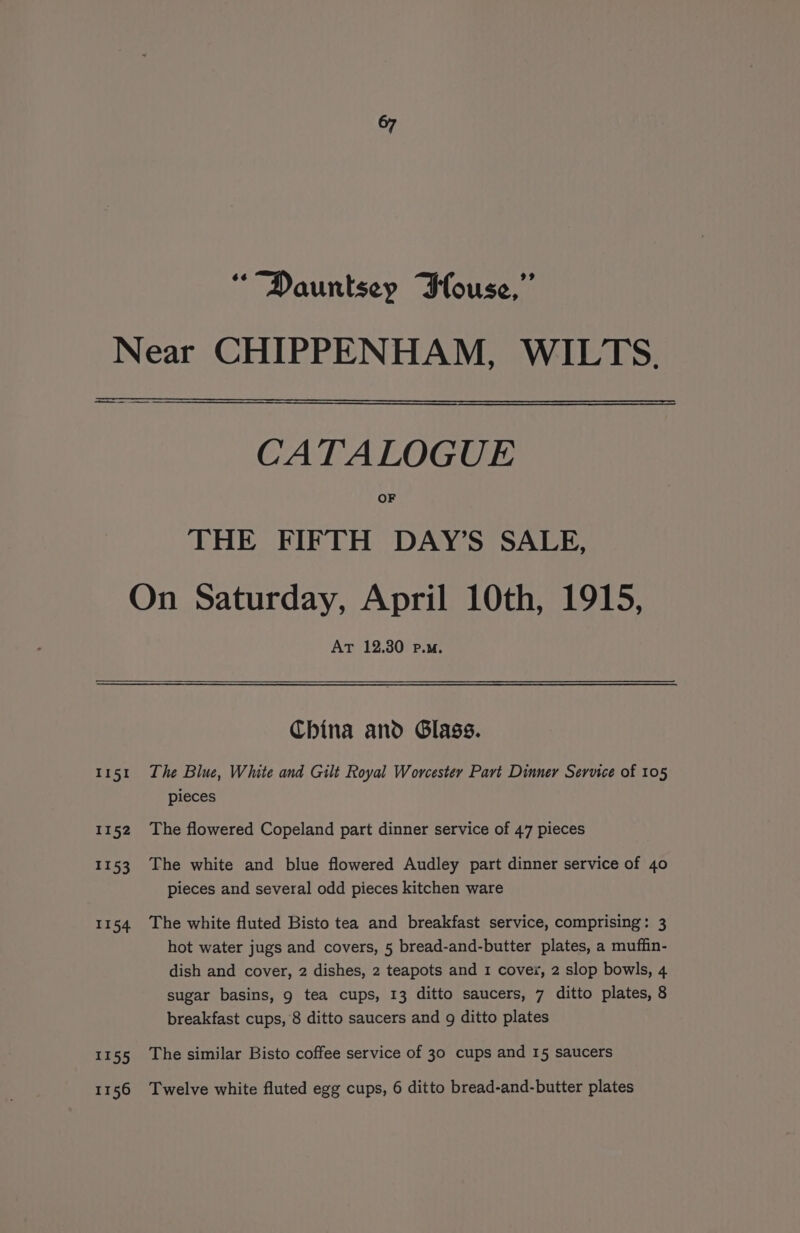 67
“Dauntsey House,”
Near CHIPPENHAM, WILTS.
CATALOGUE
OF
THE FIFTH DAY’S SALE,
On Saturday, April 10th, 1915,
AT 12.30 P.M.
China and Glass.
1151 The Blue, White and Gilt Royal Worcester Part Dinner Service of 105
pieces
1152 The flowered Copeland part dinner service of 47 pieces
1153 The white and blue flowered Audley part dinner service of 40
pieces and several odd pieces kitchen ware
1154 The white fluted Bisto tea and breakfast service, comprising: 3
hot water jugs and covers, 5 bread-and-butter plates, a muffin-
dish and cover, 2 dishes, 2 teapots and 1 cover, 2 slop bowls, 4
sugar basins, 9 tea cups, 13 ditto saucers, 7 ditto plates, 8
breakfast cups, 8 ditto saucers and 9 ditto plates
1155 The similar Bisto coffee service of 30 cups and 15 saucers
1156 Twelve white fluted egg cups, 6 ditto bread-and-butter plates